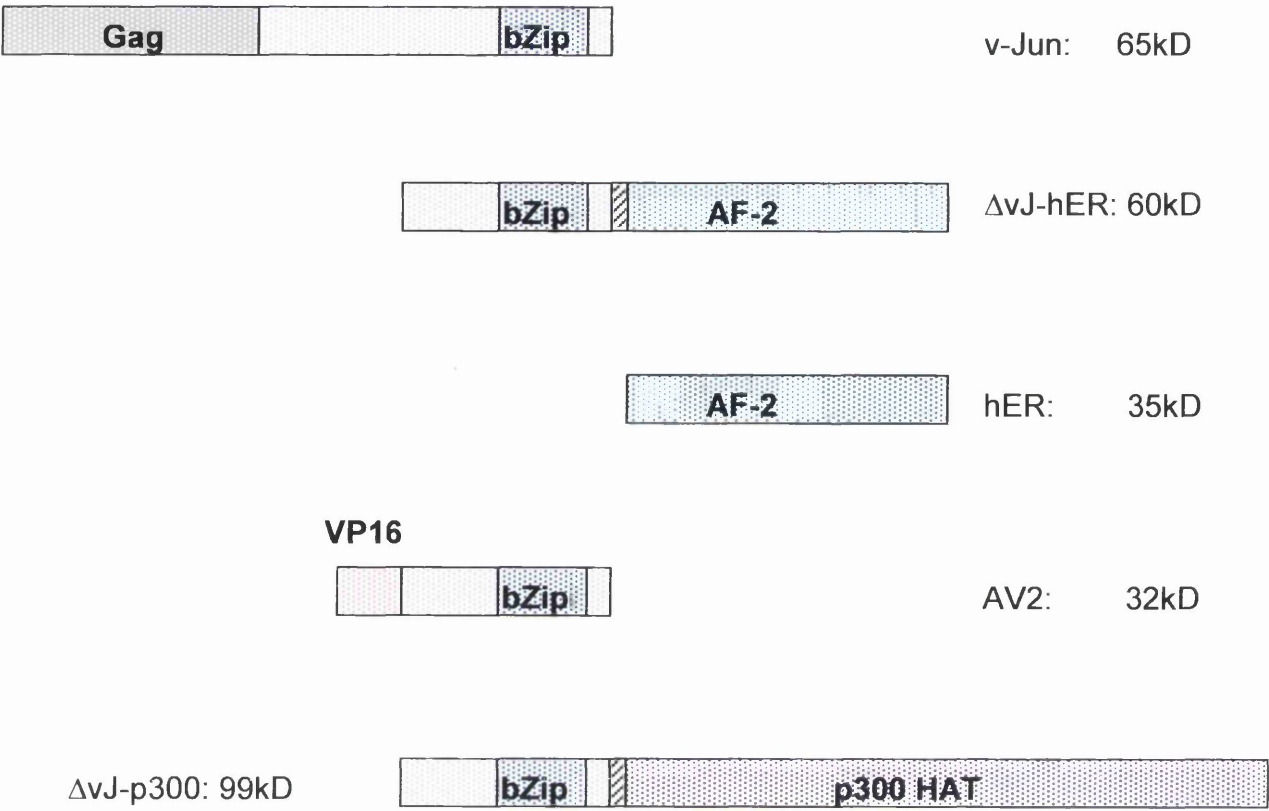 Gag bZip v-Jun: 65kD
bZip AF-2 ΔvJ-hER: 60kD
AF-2 hER: 35kD
VP16
bZip AV2: 32kD
ΔvJ-p300: 99kD bZip p300 HAT